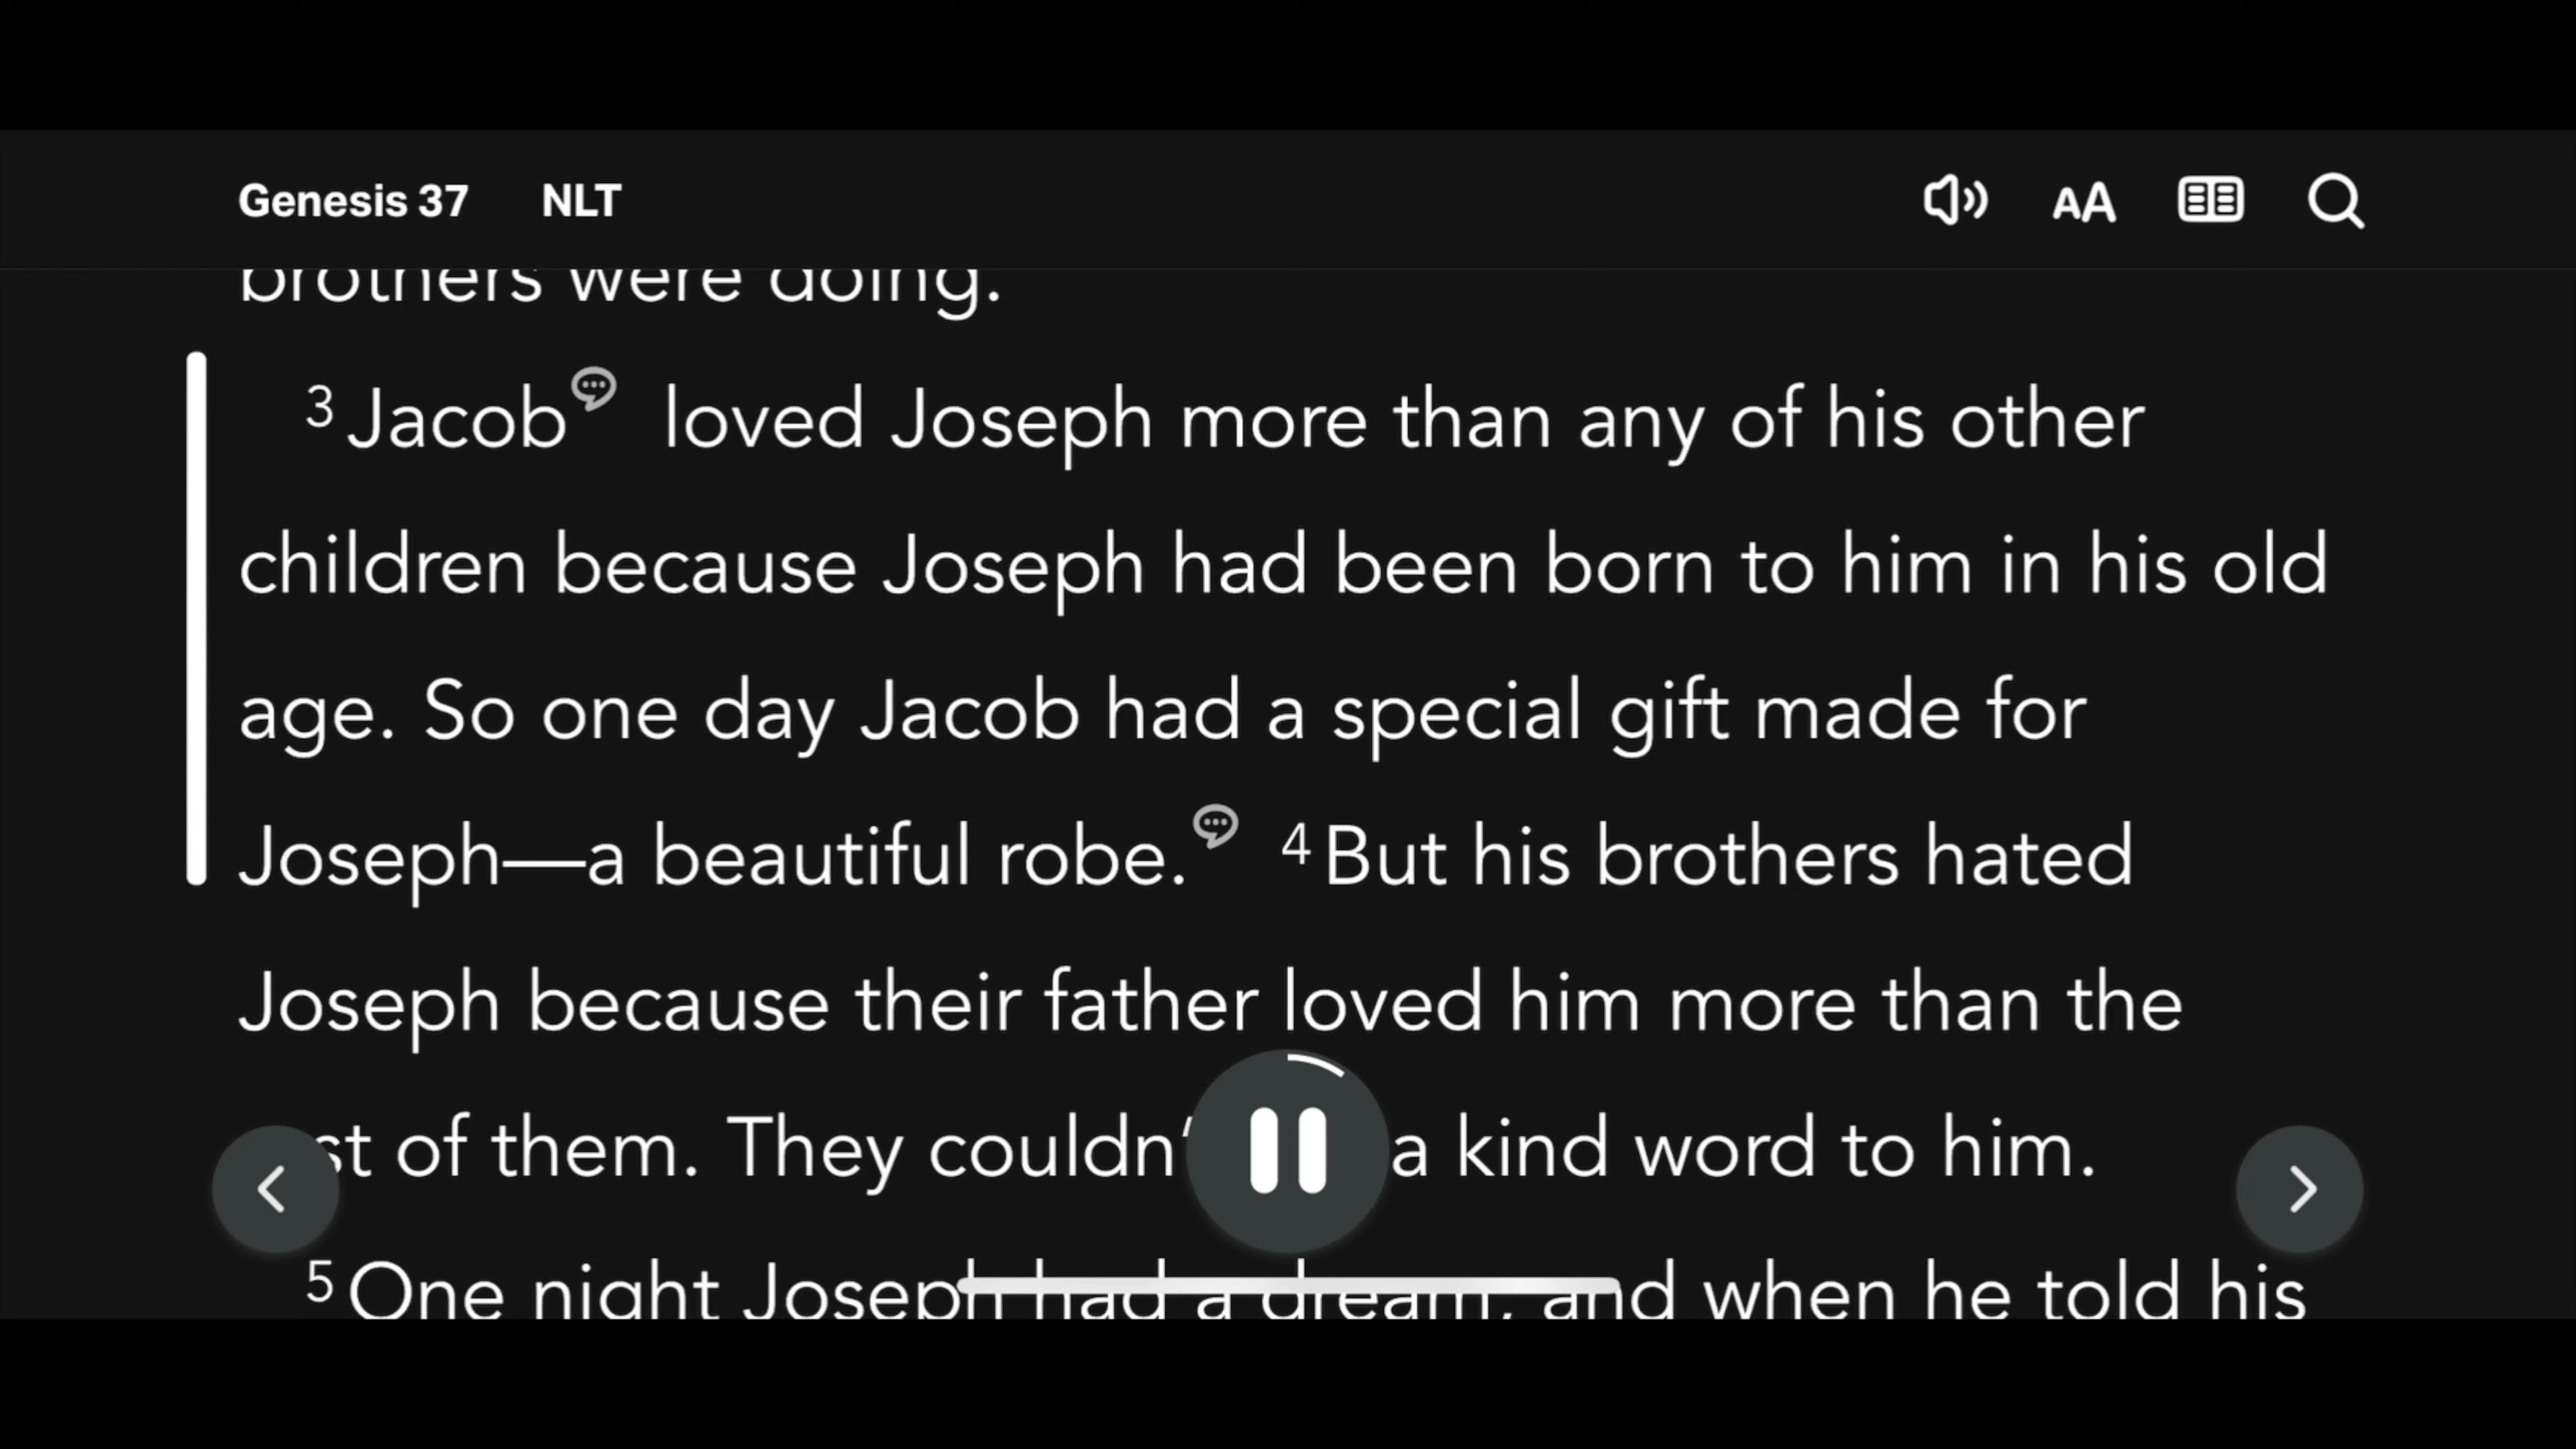 Genesis 37 NLT
AA
brothers were doing.
3 Jacob loved Joseph more than any of his other
children because Joseph had been born to him in his old
age. So one day Jacob had a special gift made for
Joseph—a beautiful robe. 4 But his brothers hated
Joseph because their father loved him more than the
st of them. They couldn' a kind word to him.
5 One night Joseph had a dream, and when he told his